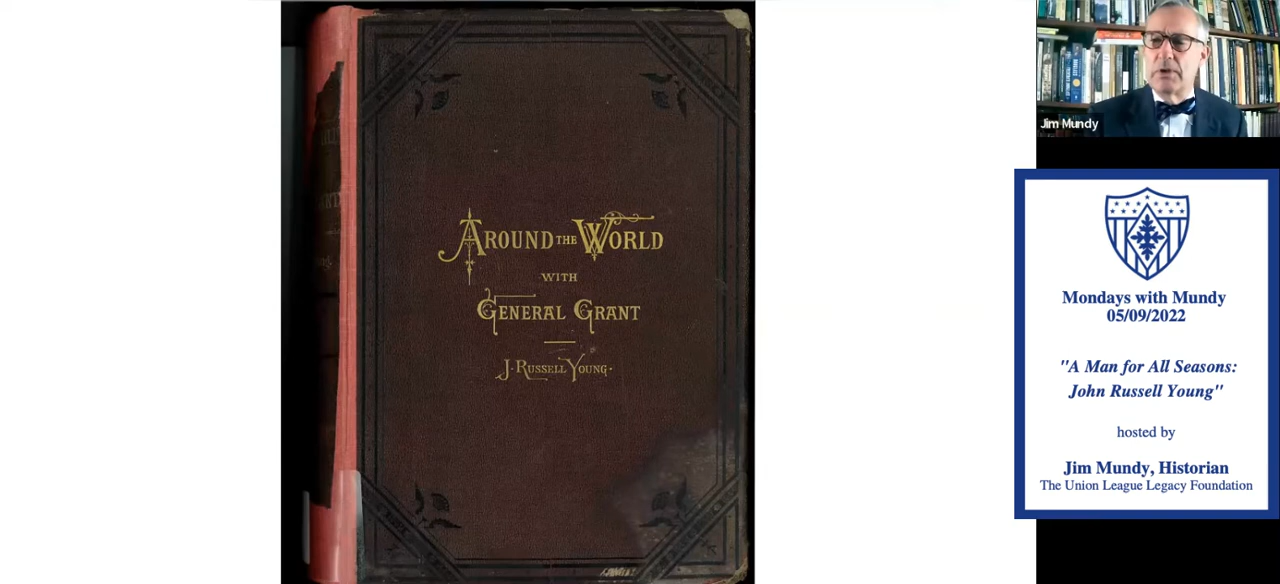 AROUND THE WORLD
WITH
GENERAL GRANT
J. RUSSELL YOUNG.
Jim Mundy
Mondays with Mundy
05/09/2022
"A Man for All Seasons:
John Russell Young"
hosted by
Jim Mundy, Historian
The Union League Legacy Foundation